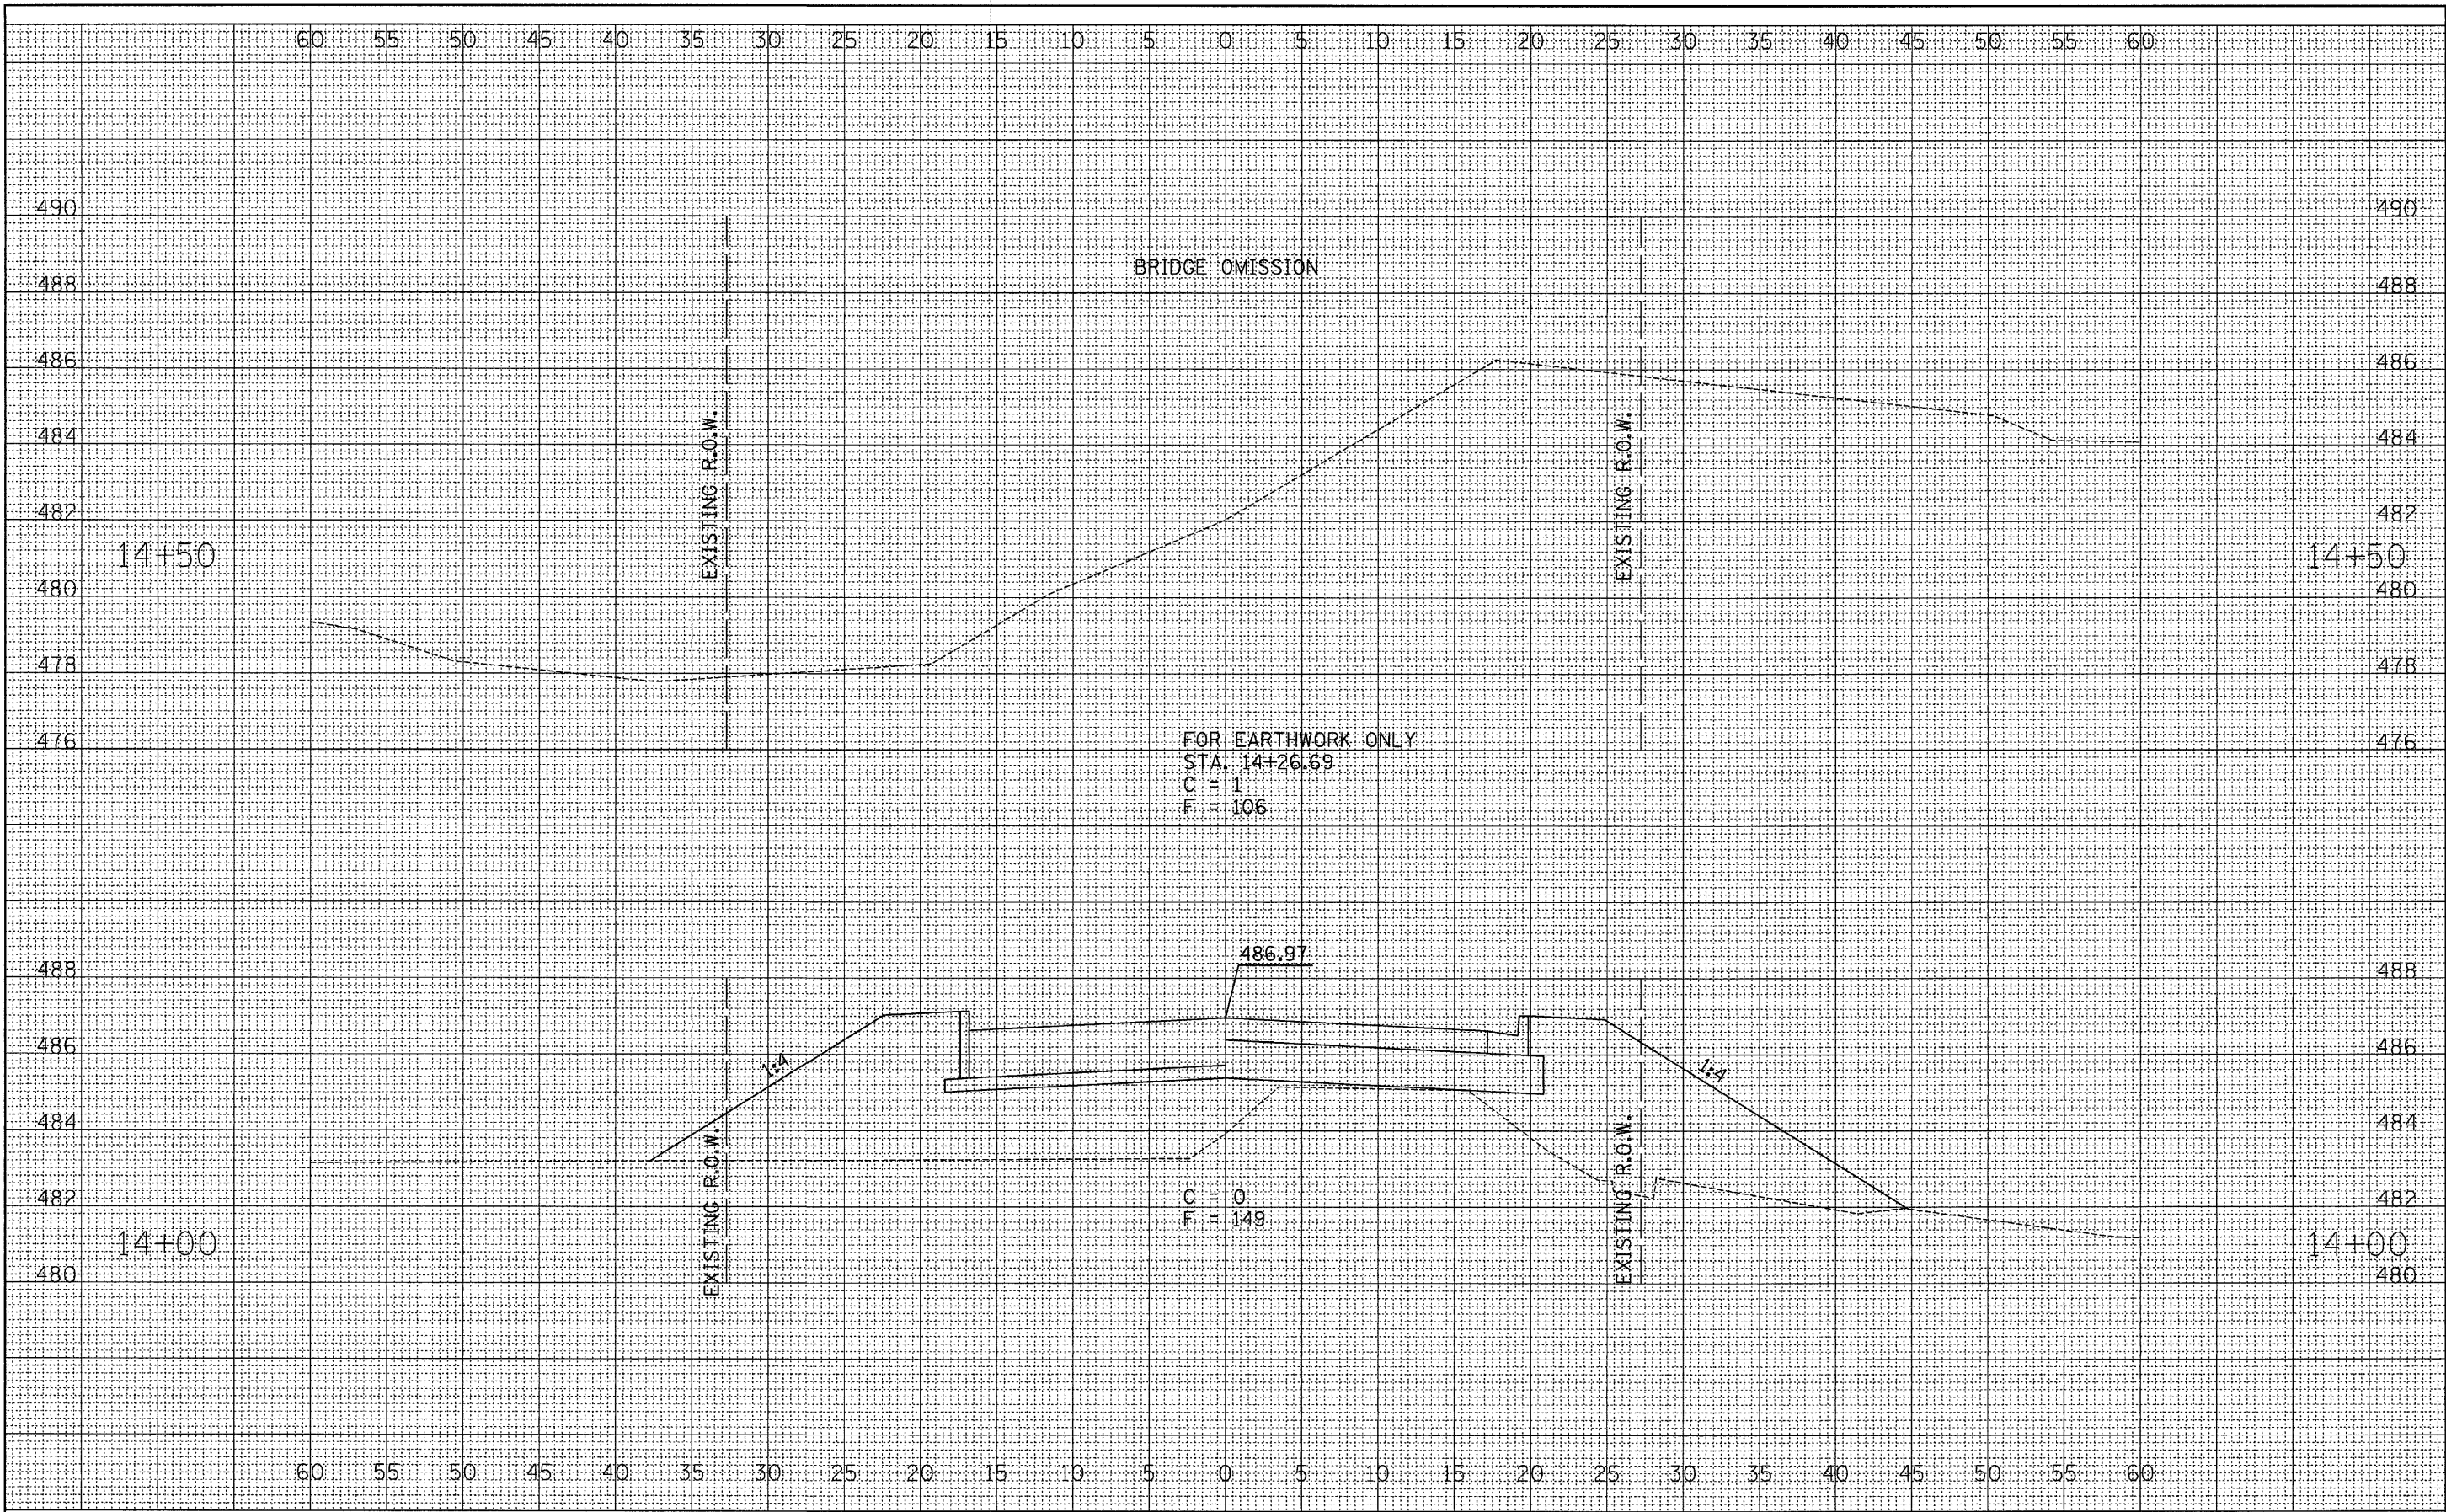 60 55 50 45 40 35 30 25 20 15 10 5 0 5 10 15 20 25 30 35 40 45 50 55 60
490 490
BRIDGE OMISSION
488 488
486 486
EXISTING R.O.W. EXISTING R.O.W.
484 484
482 482
14+50 14+50
480 480
478 478
476 476
FOR EARTHWORK ONLY
STA. 14+26.69
C = 1
F = 106
486.97
488 488
486 486
1:4 1:4
484 484
EXISTING R.O.W. EXISTING R.O.W.
482 482
C = 0
F = 149
14+00 14+00
480 480
60 55 50 45 40 35 30 25 20 15 10 5 0 5 10 15 20 25 30 35 40 45 50 55 60